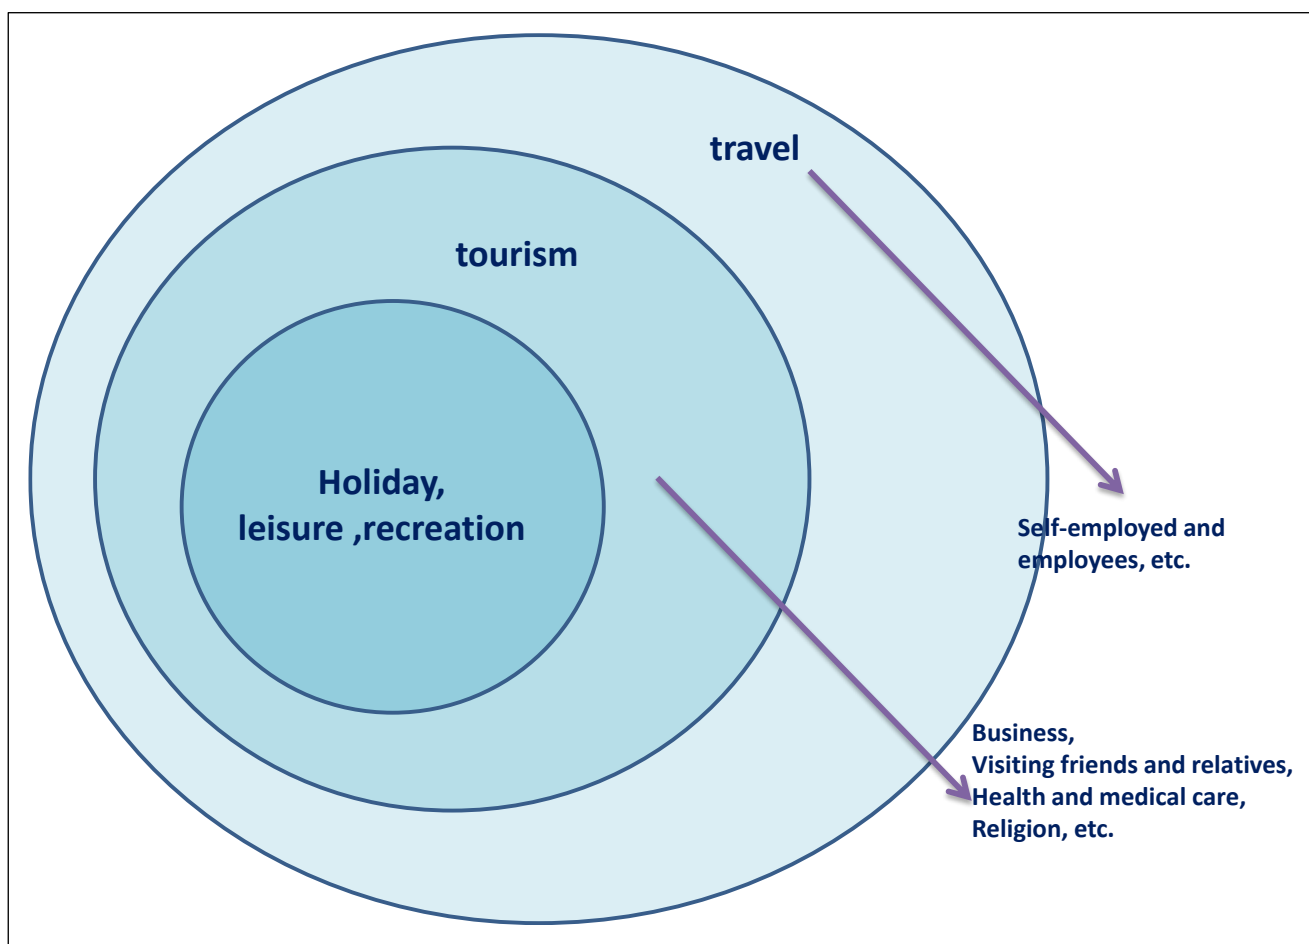 travel
tourism
Holiday,
leisure ,recreation
Self-employed and
employees, etc.
Business,
Visiting friends and relatives,
Health and medical care,
Religion, etc.